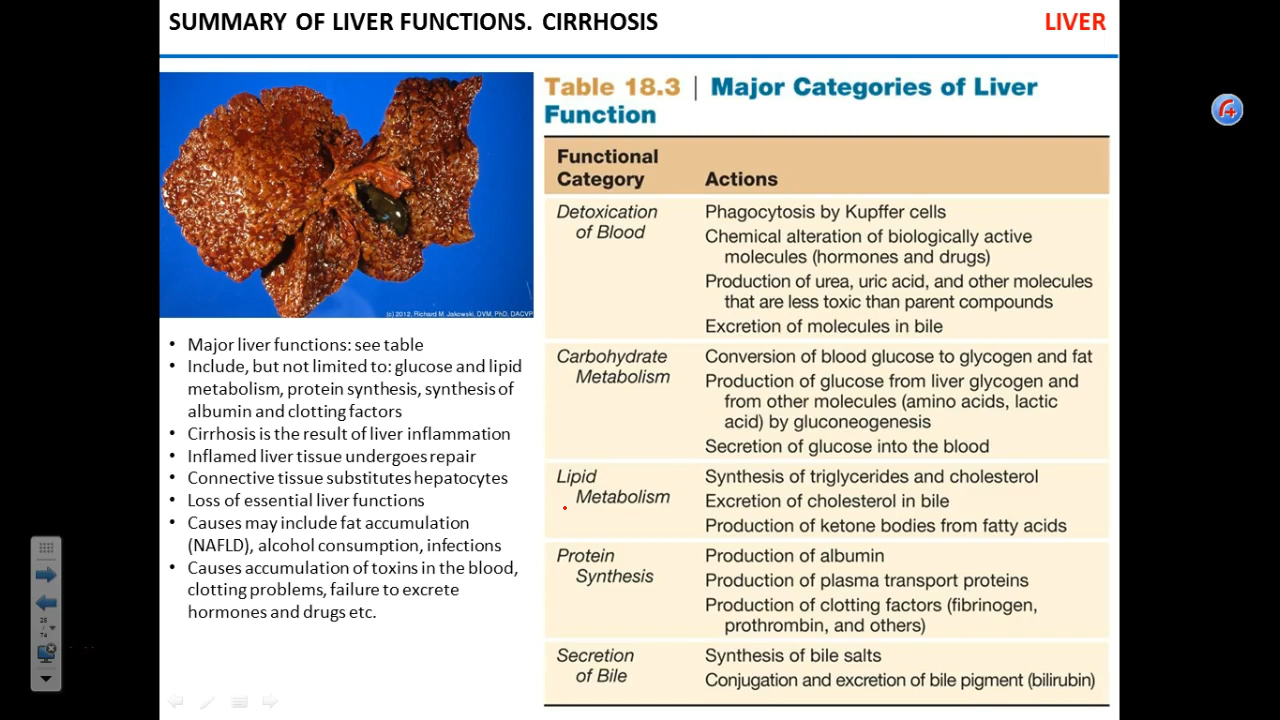 SUMMARY OF LIVER FUNCTIONS. CIRRHOSIS
LIVER
(c) 2012, Richard M. Jakowski, DVM, PhD, DACVP
• Major liver functions: see table
• Include, but not limited to: glucose and lipid
metabolism, protein synthesis, synthesis of
albumin and clotting factors
• Cirrhosis is the result of liver inflammation
• Inflamed liver tissue undergoes repair
• Connective tissue substitutes hepatocytes
• Loss of essential liver functions
• Causes may include fat accumulation
(NAFLD), alcohol consumption, infections
• Causes accumulation of toxins in the blood,
clotting problems, failure to excrete
hormones and drugs etc.
Table 18.3 | Major Categories of Liver
Function
Functional
Category Actions
Detoxication
of Blood
Phagocytosis by Kupffer cells
Chemical alteration of biologically active
molecules (hormones and drugs)
Production of urea, uric acid, and other molecules
that are less toxic than parent compounds
Excretion of molecules in bile
Carbohydrate
Metabolism
Conversion of blood glucose to glycogen and fat
Production of glucose from liver glycogen and
from other molecules (amino acids, lactic
acid) by gluconeogenesis
Secretion of glucose into the blood
Lipid
Metabolism
Synthesis of triglycerides and cholesterol
Excretion of cholesterol in bile
Production of ketone bodies from fatty acids
Protein
Synthesis
Production of albumin
Production of plasma transport proteins
Production of clotting factors (fibrinogen,
prothrombin, and others)
Secretion
of Bile
Synthesis of bile salts
Conjugation and excretion of bile pigment (bilirubin)
25
74